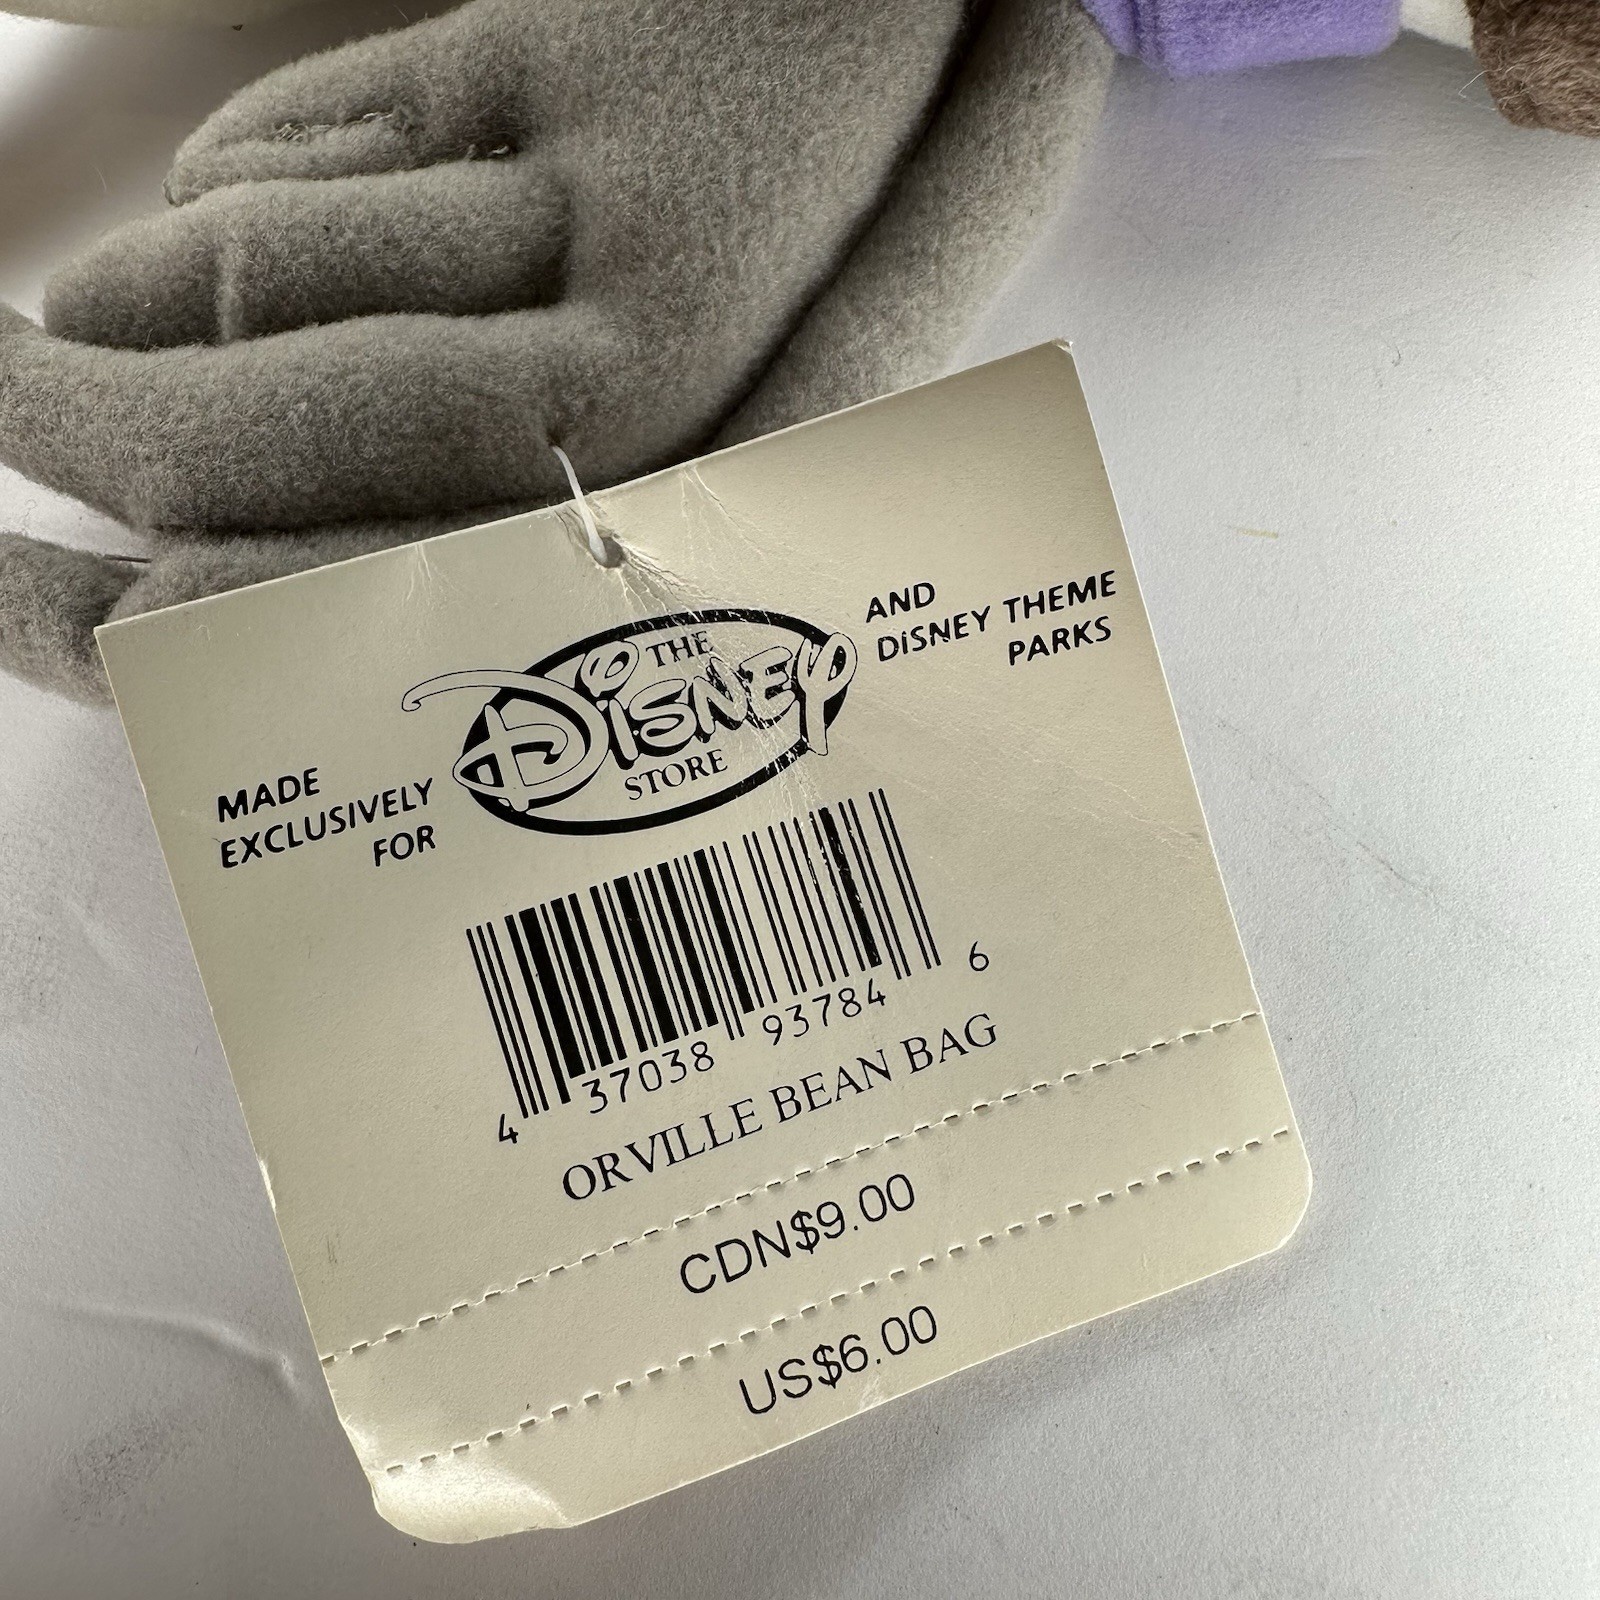 MADE
EXCLUSIVELY
FOR
THE
DISNEY
STORE
AND
DISNEY THEME
PARKS
4 37038 93784 6
ORVILLE BEAN BAG
CDN$9.00
US$6.00